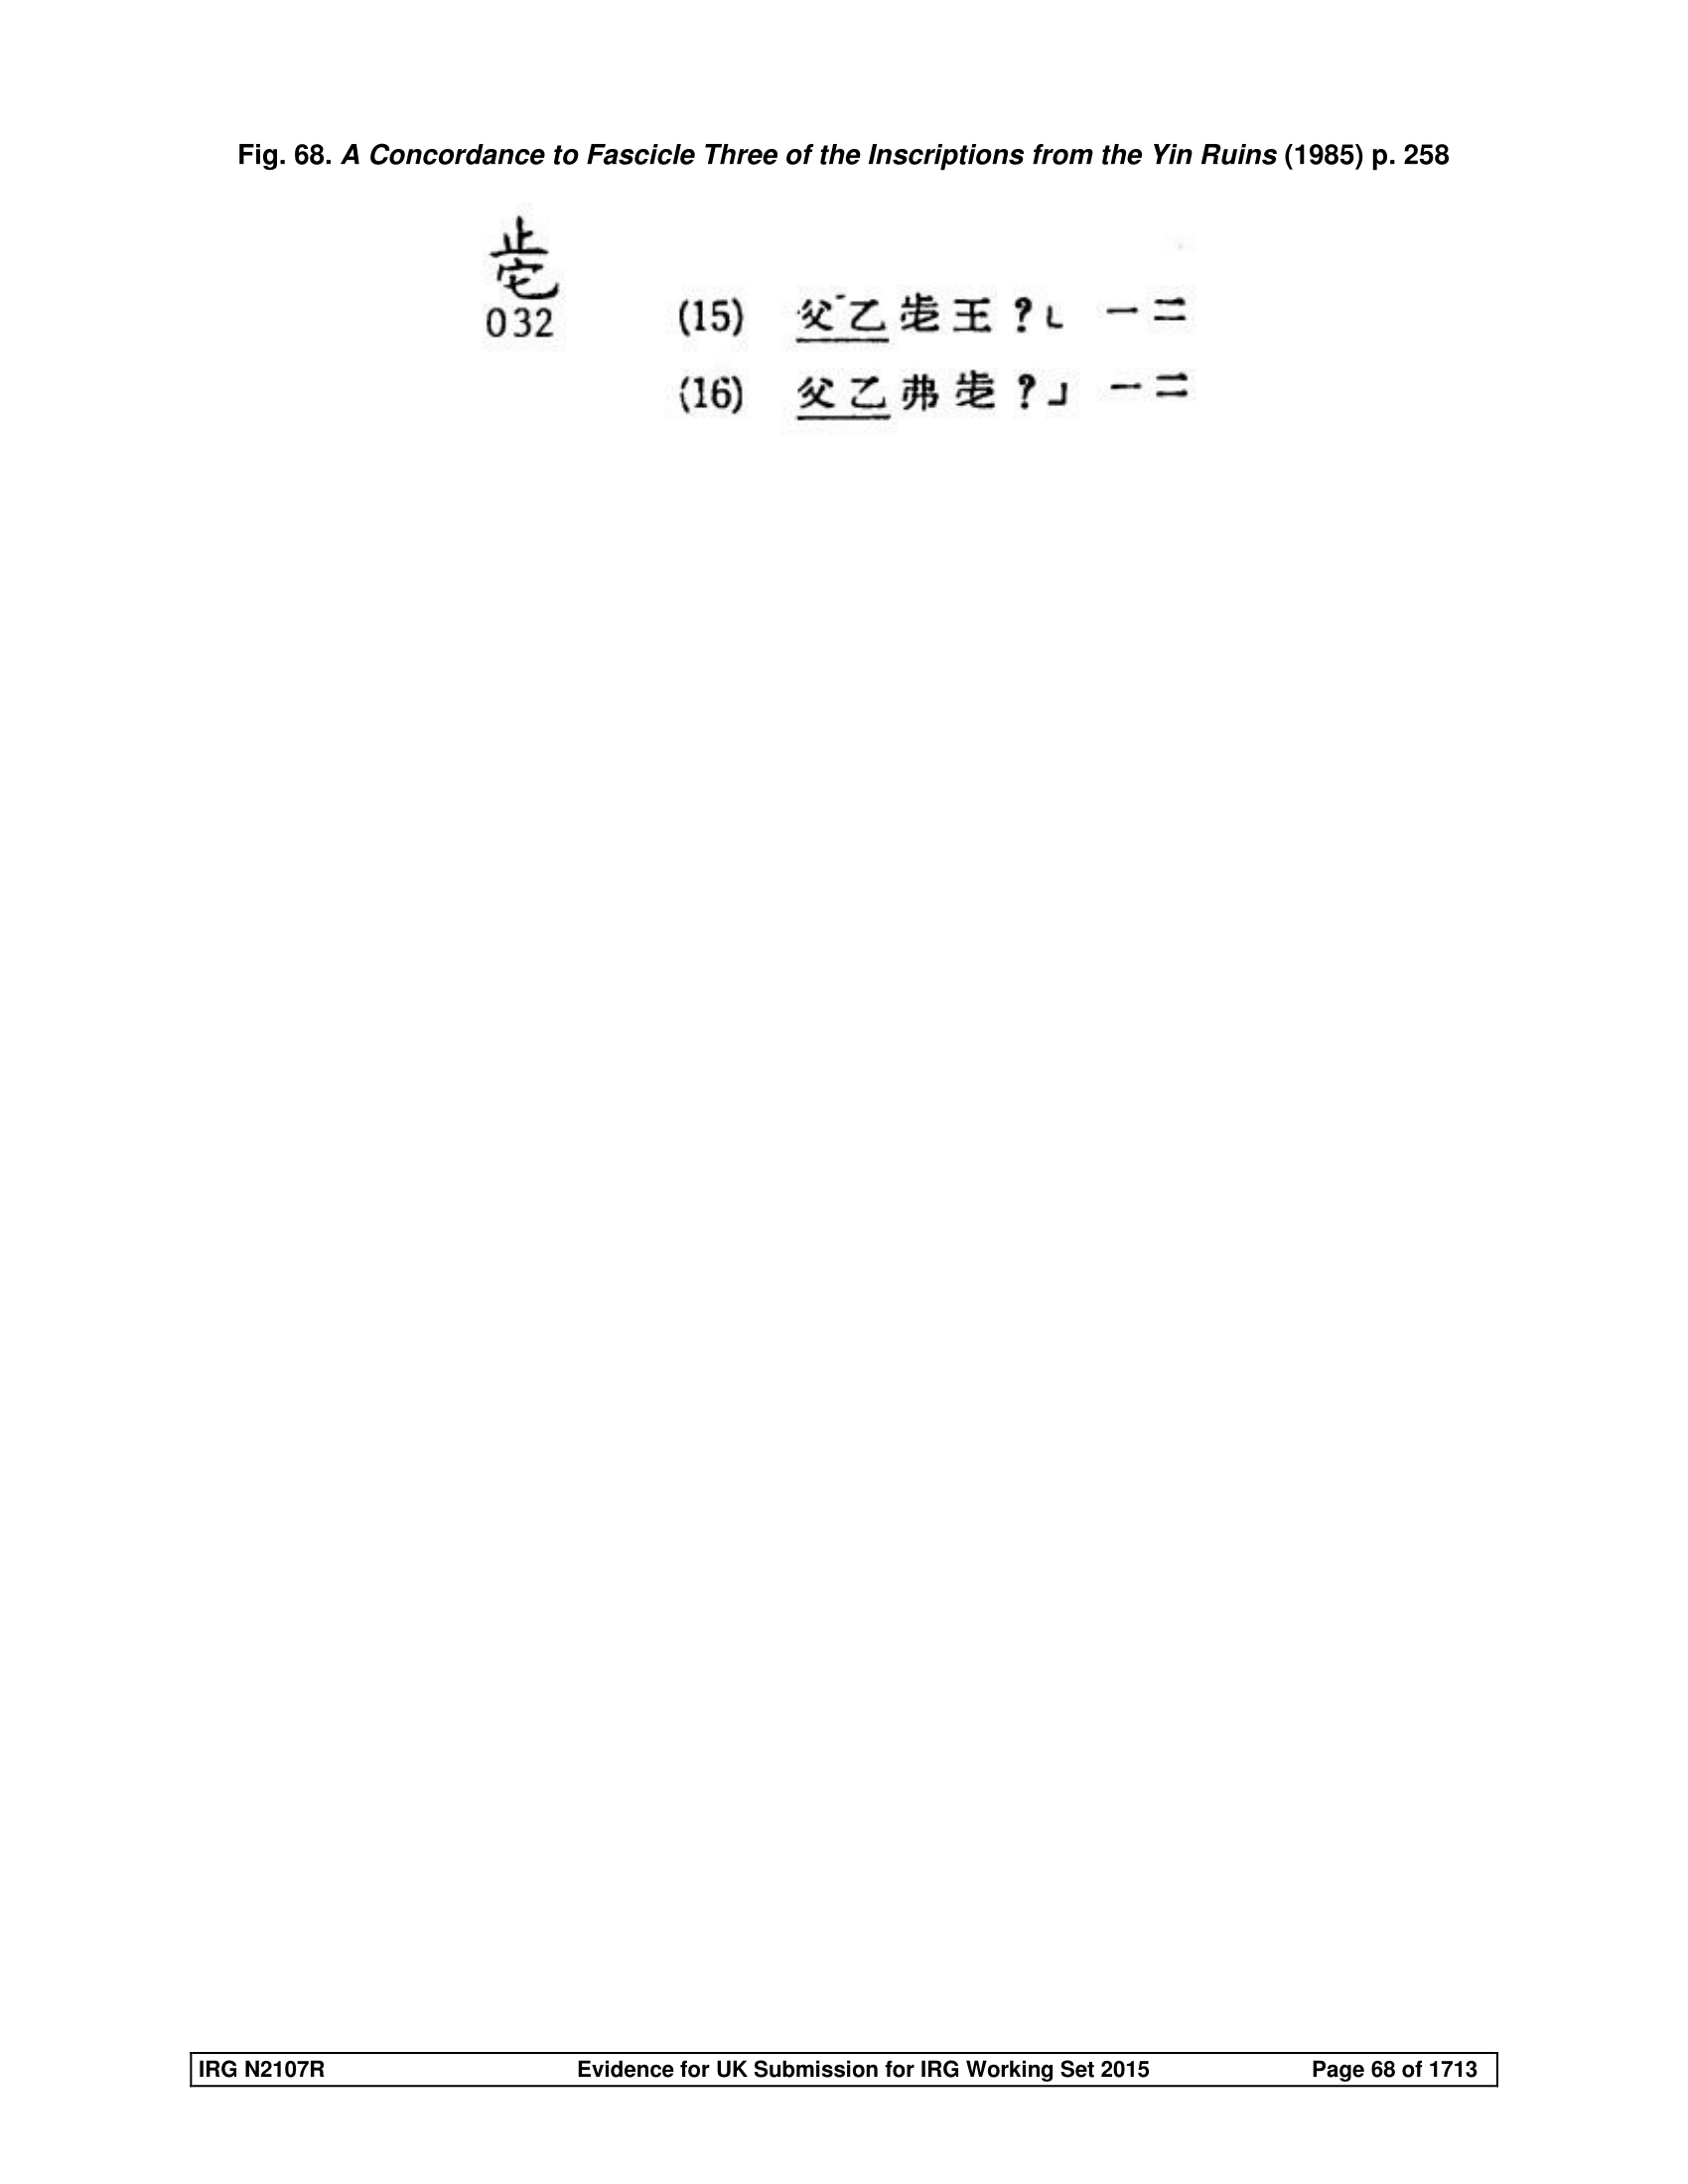 Fig. 68. A Concordance to Fascicle Three of the Inscriptions from the Yin Ruins (1985) p. 258
032
(15) 父乙 王?└ 一二
(16) 父乙弗 ?┘ 一二
IRG N2107R Evidence for UK Submission for IRG Working Set 2015 Page 68 of 1713